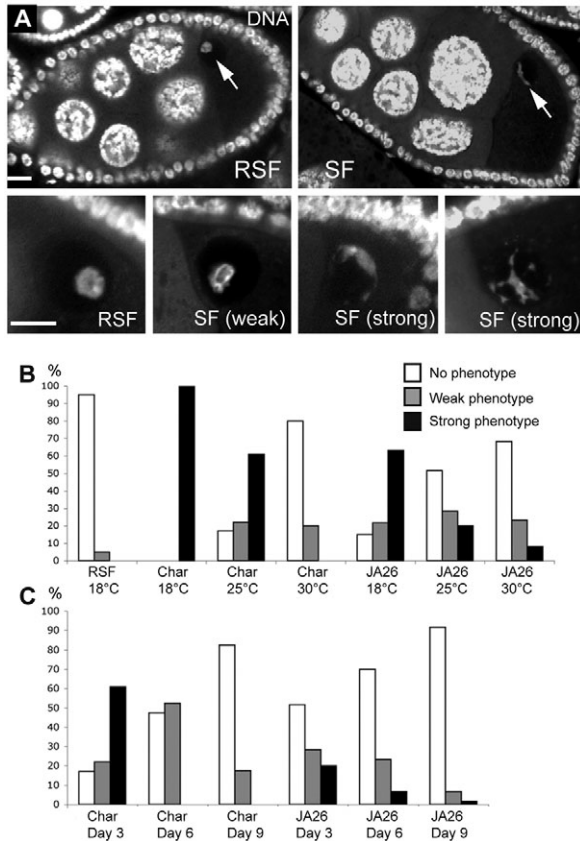 A
DNA
RSF
SF
RSF
SF (weak)
SF (strong)
SF (strong)
B
%
100
90
80
70
60
50
40
30
20
10
0
No phenotype
Weak phenotype
Strong phenotype
RSF
18°C
Char
18°C
Char
25°C
Char
30°C
JA26
18°C
JA26
25°C
JA26
30°C
C
%
100
90
80
70
60
50
40
30
20
10
0
Char
Day 3
Char
Day 6
Char
Day 9
JA26
Day 3
JA26
Day 6
JA26
Day 9